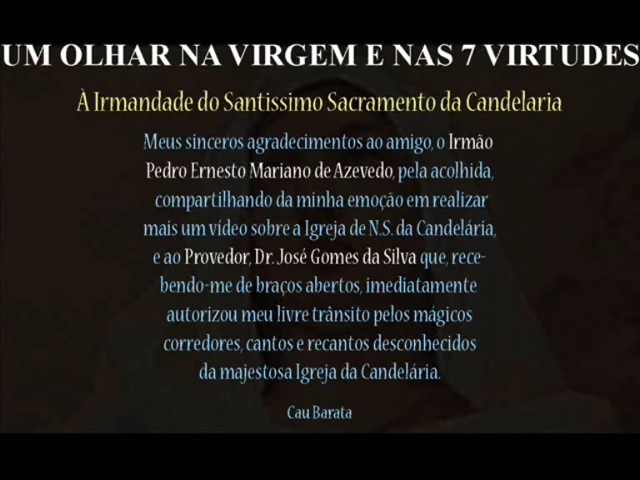 UM OLHAR NA VIRGEM E NAS 7 VIRTUDES
À Irmandade do Santissimo Sacramento da Candelaria
Meus sinceros agradecimentos ao amigo, o Irmão
Pedro Ernesto Mariano de Azevedo, pela acolhida,
compartilhando da minha emoção em realizar
mais um vídeo sobre a Igreja de N.S. da Candelária,
e ao Provedor, Dr. José Gomes da Silva que, rece-
bendo-me de braços abertos, imediatamente
autorizou meu livre trânsito pelos mágicos
corredores, cantos e recantos desconhecidos
da majestosa Igreja da Candelária.
Cau Barata